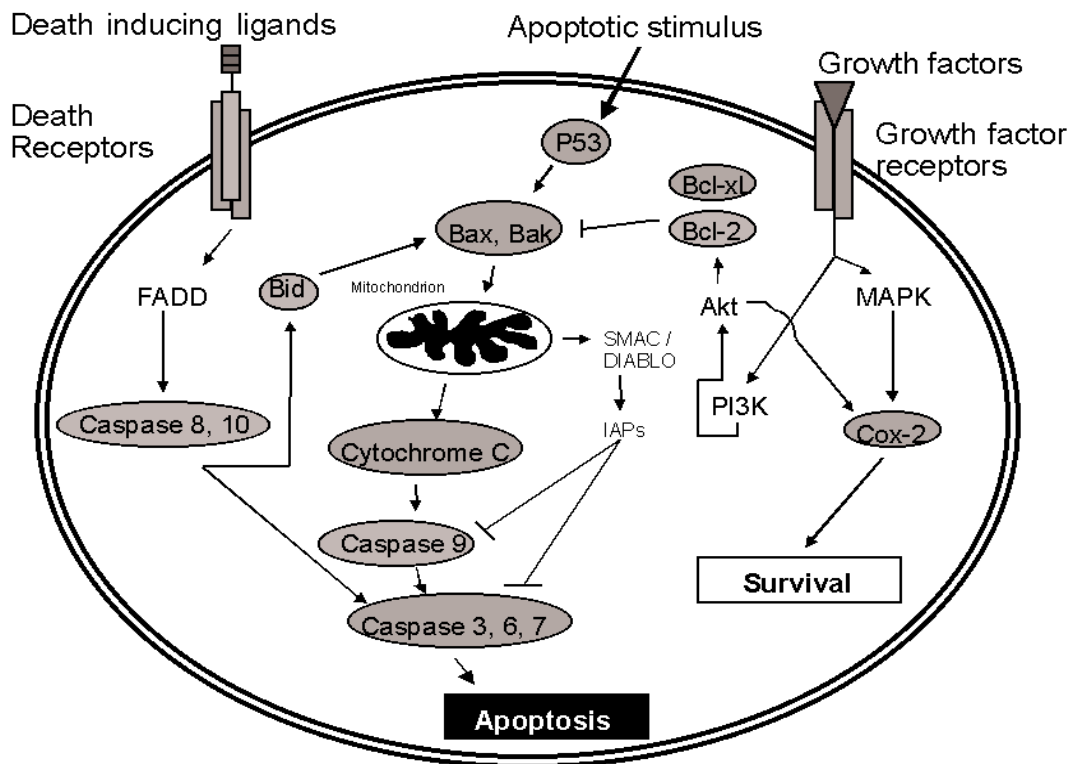 Death inducing ligands
Apoptotic stimulus
Growth factors
Death
Receptors
Growth factor
receptors
P53
Bcl-xL
Bcl-2
Bax, Bak
FADD
Bid
Mitochondrion
Akt
MAPK
SMAC /
DIABLO
PI3K
Caspase 8, 10
IAPs
Cox-2
Cytochrome C
Caspase 9
Survival
Caspase 3, 6, 7
Apoptosis